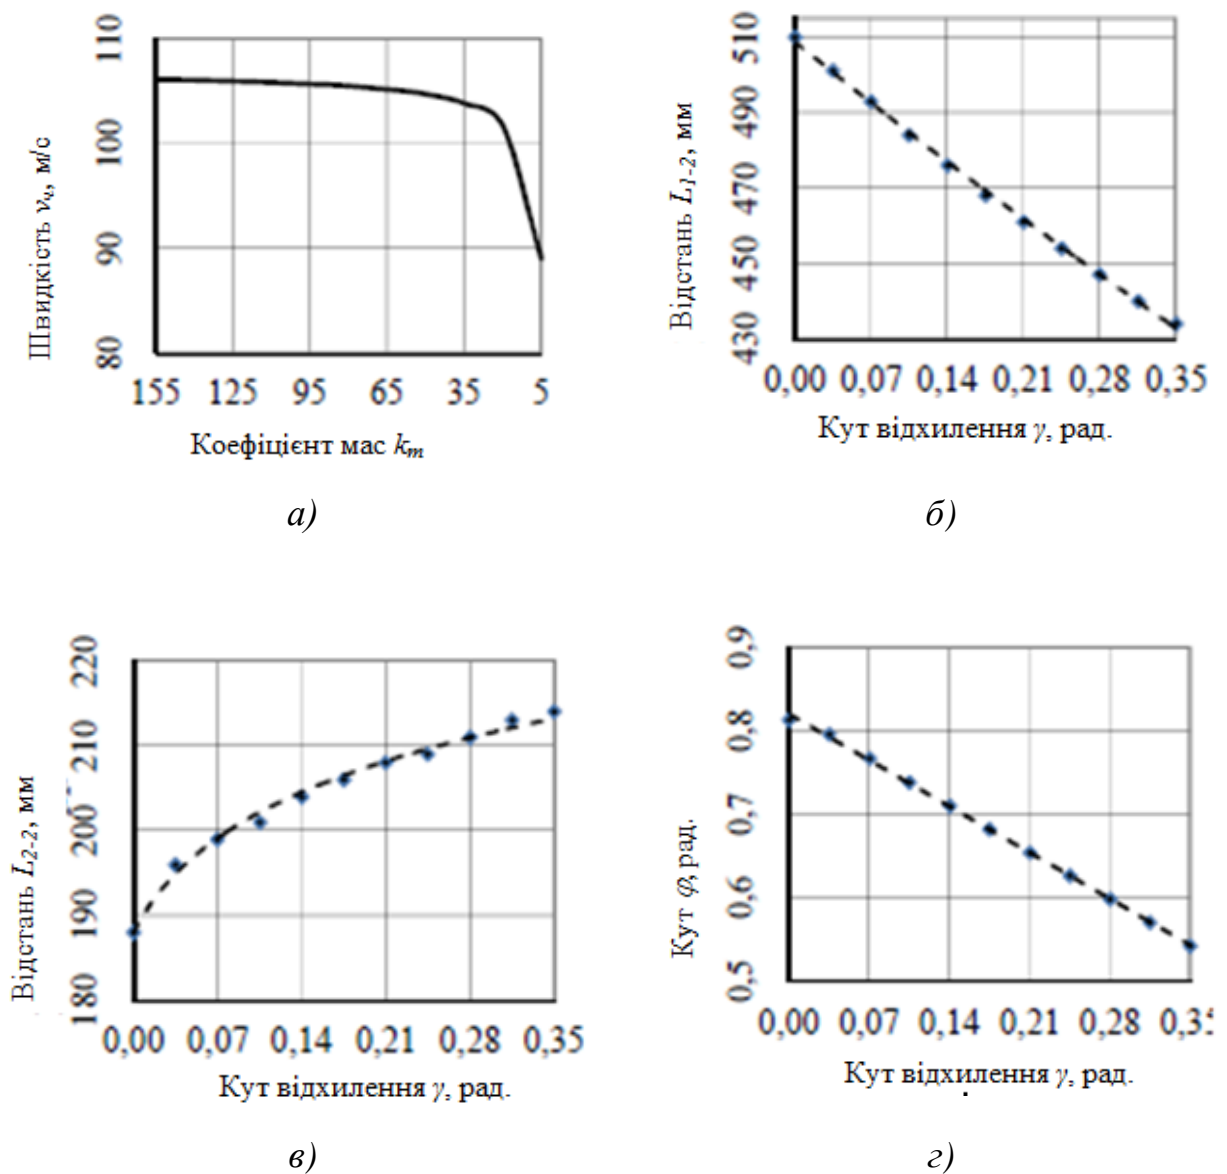 Швидкість vч, м/с
110
100
90
80
155 125 95 65 35 5
Коефіцієнт мас km
а)
Відстань L1-2, мм
510
490
470
450
430
0,00 0,07 0,14 0,21 0,28 0,35
Кут відхилення γ, рад.
б)
Відстань L2-2, мм
220
210
200
190
180
0,00 0,07 0,14 0,21 0,28 0,35
Кут відхилення γ, рад.
в)
Кут φ, рад.
0,9
0,8
0,7
0,6
0,5
0,00 0,07 0,14 0,21 0,28 0,35
Кут відхилення γ, рад.
г)